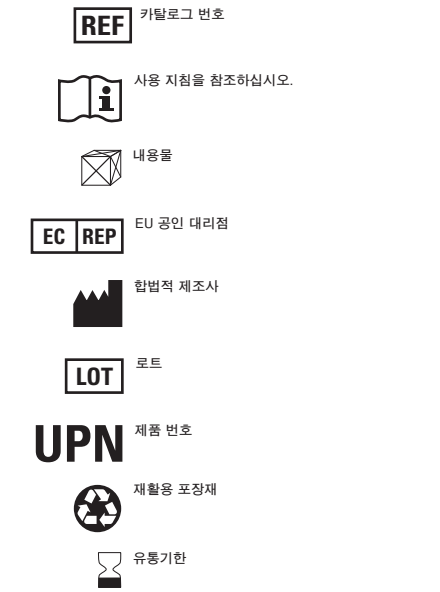 REF 카탈로그 번호
i 사용 지침을 참조하십시오.
내용물
EC REP EU 공인 대리점
합법적 제조사
LOT 로트
UPN 제품 번호
재활용 포장재
유통기한